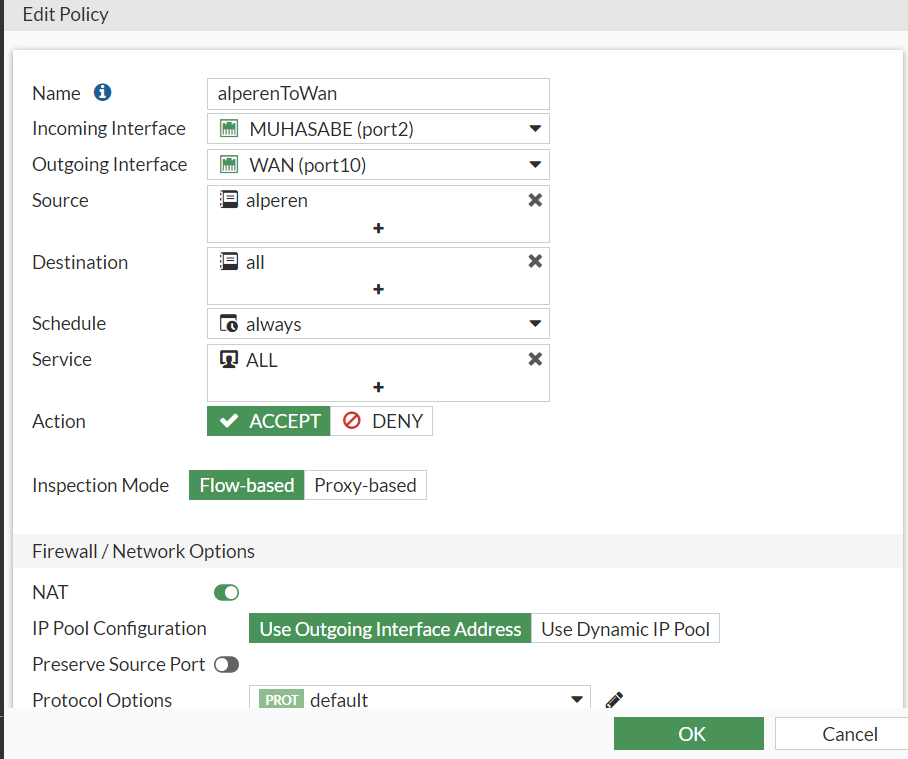 Edit Policy
Name
alperenToWan
Incoming Interface
MUHASABE (port2)
Outgoing Interface
WAN (port10)
Source
alperen
+
Destination
all
+
Schedule
always
Service
ALL
+
Action
ACCEPT
DENY
Inspection Mode
Flow-based
Proxy-based
Firewall / Network Options
NAT
IP Pool Configuration
Use Outgoing Interface Address
Use Dynamic IP Pool
Preserve Source Port
Protocol Options
PROT default
OK
Cancel